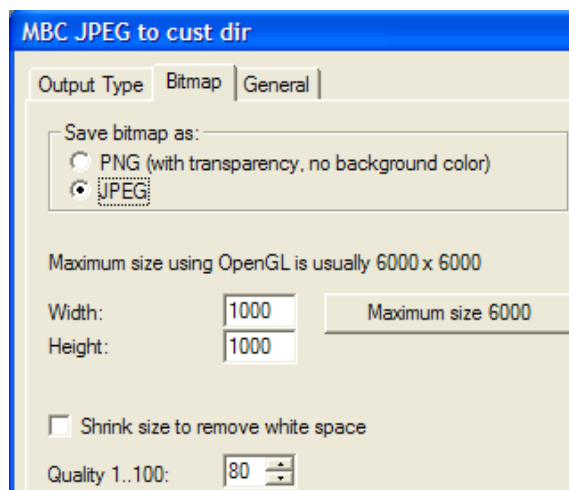 MBC JPEG to cust dir
Output Type Bitmap General
Save bitmap as:
PNG (with transparency, no background color)
JPEG
Maximum size using OpenGL is usually 6000 x 6000
Width: 1000 Maximum size 6000
Height: 1000
Shrink size to remove white space
Quality 1..100: 80